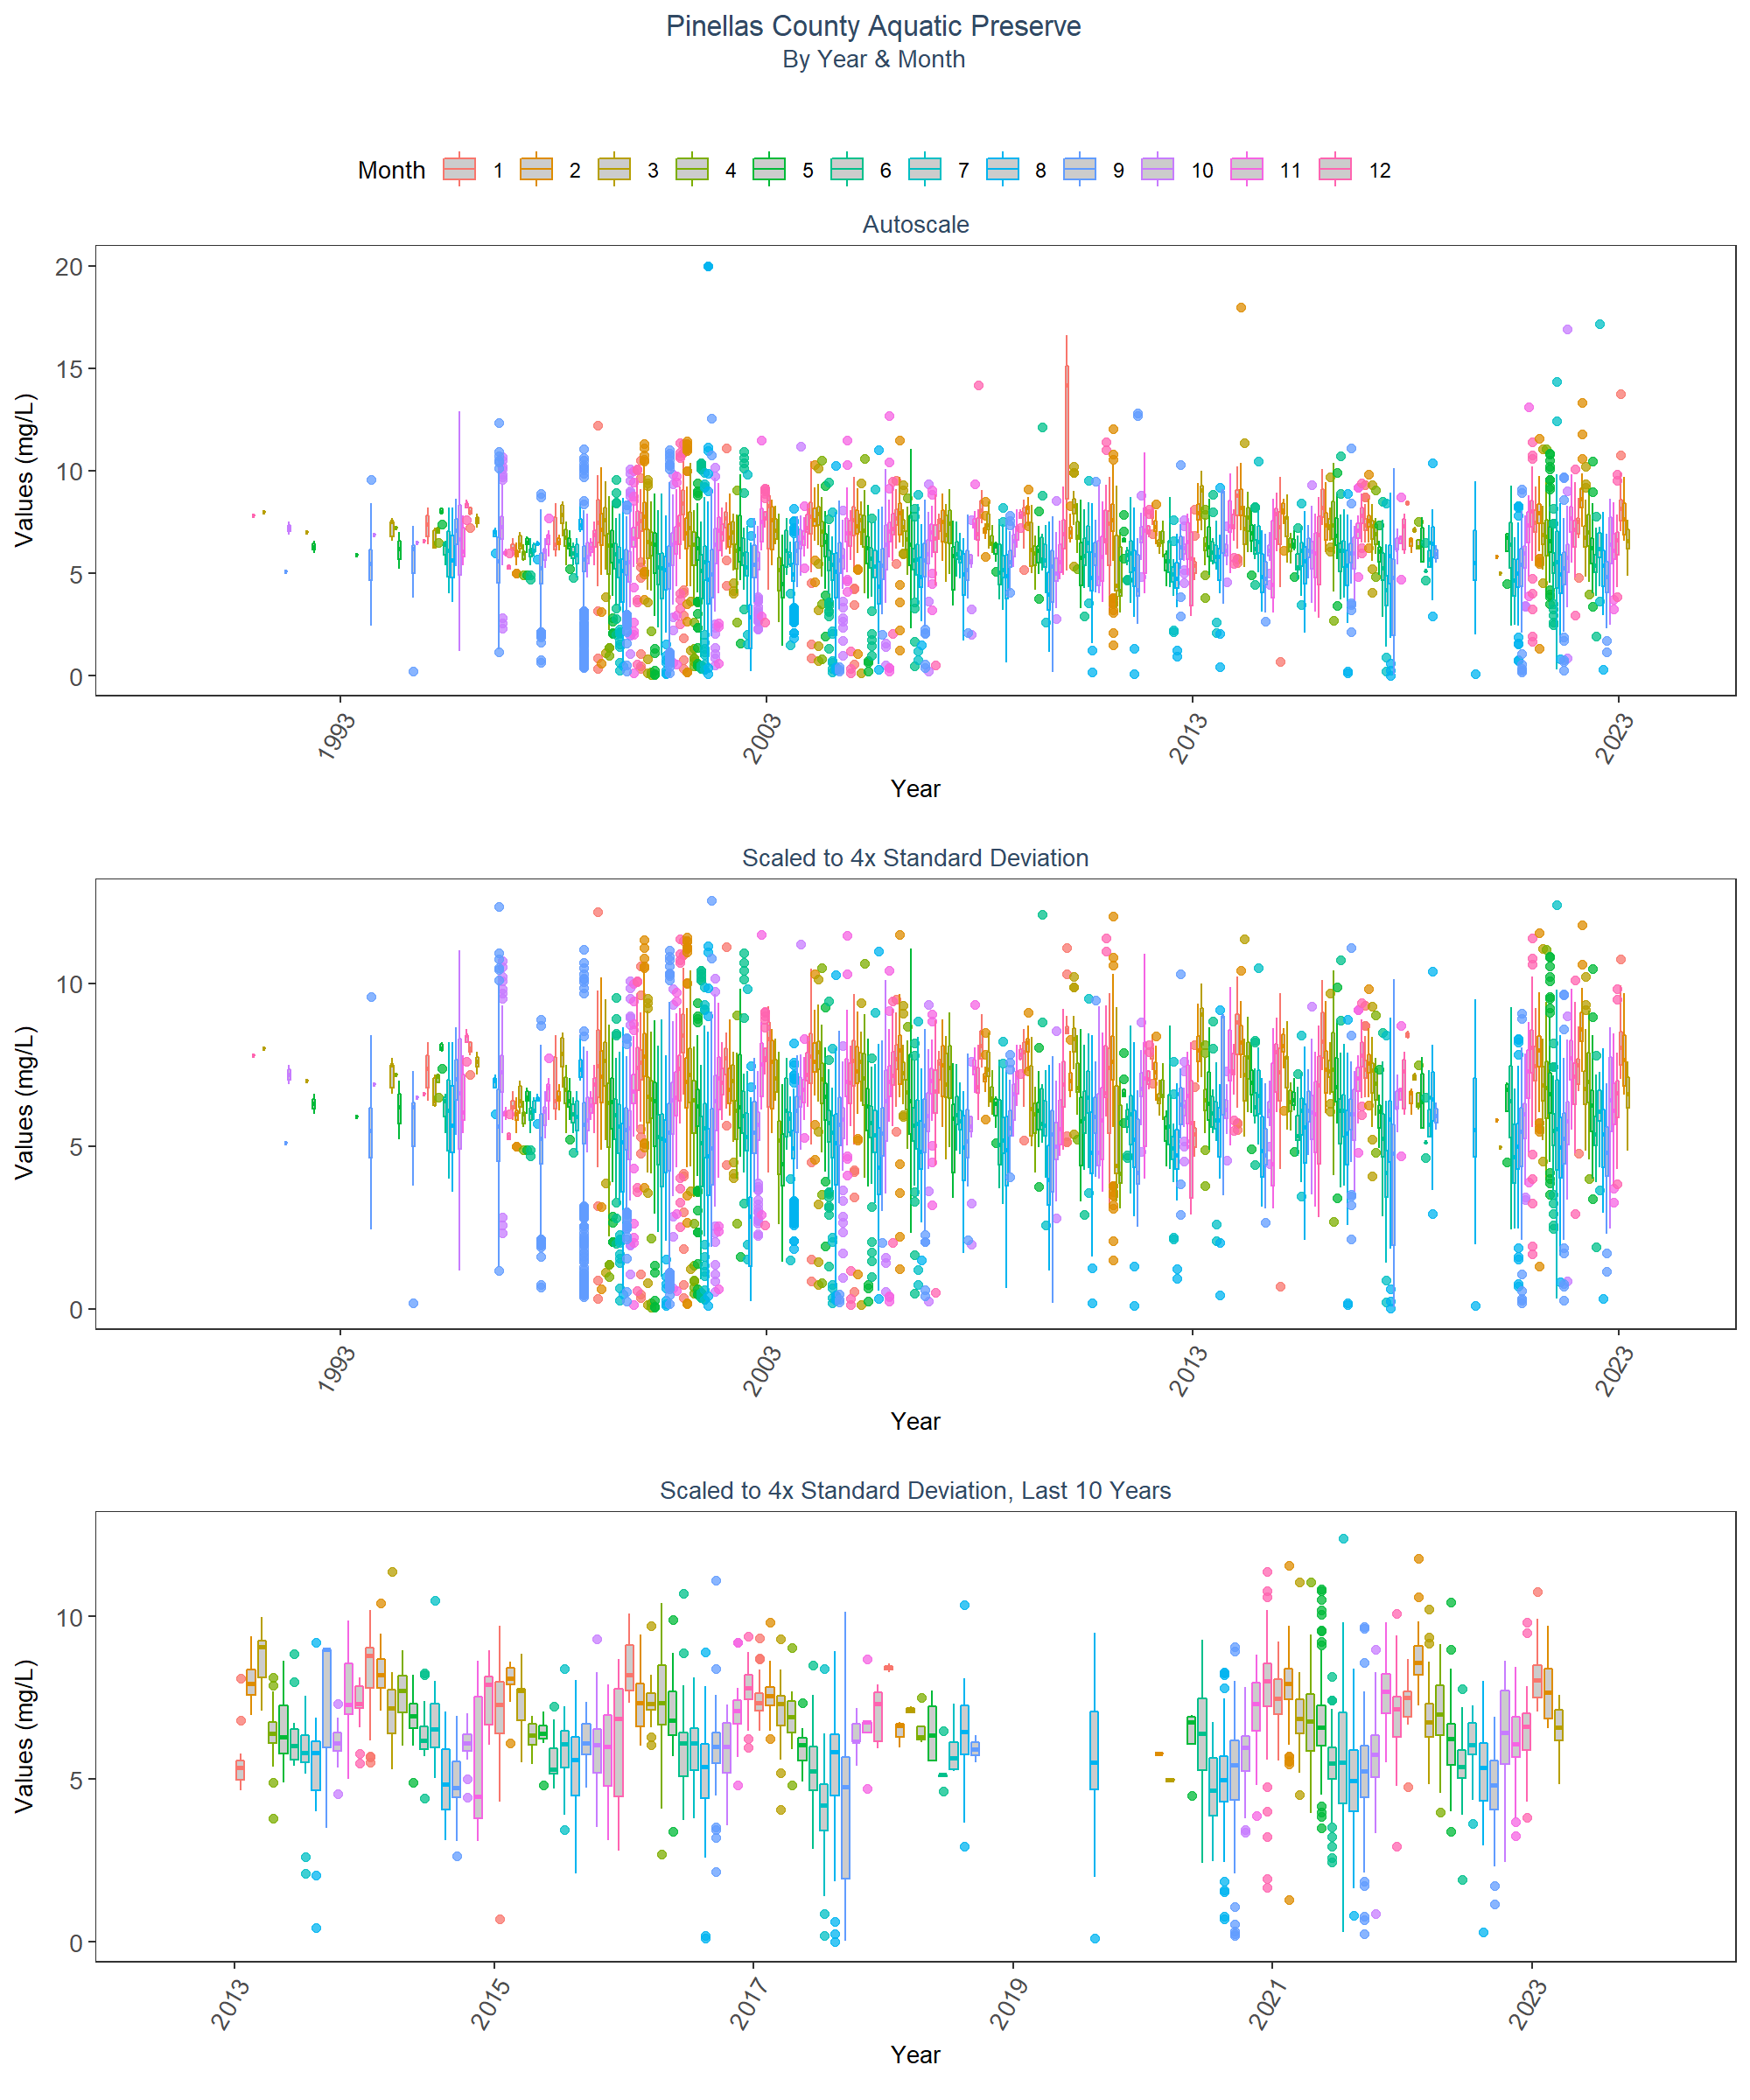 Pinellas County Aquatic Preserve
By Year & Month
Month 1 2 3 4 5 6 7 8 9 10 11 12
Autoscale
Values (mg/L)
20
15
10
5
0
1993 2003 2013 2023
Year
Scaled to 4x Standard Deviation
Values (mg/L)
10
5
0
1993 2003 2013 2023
Year
Scaled to 4x Standard Deviation, Last 10 Years
Values (mg/L)
10
5
0
2013 2015 2017 2019 2021 2023
Year